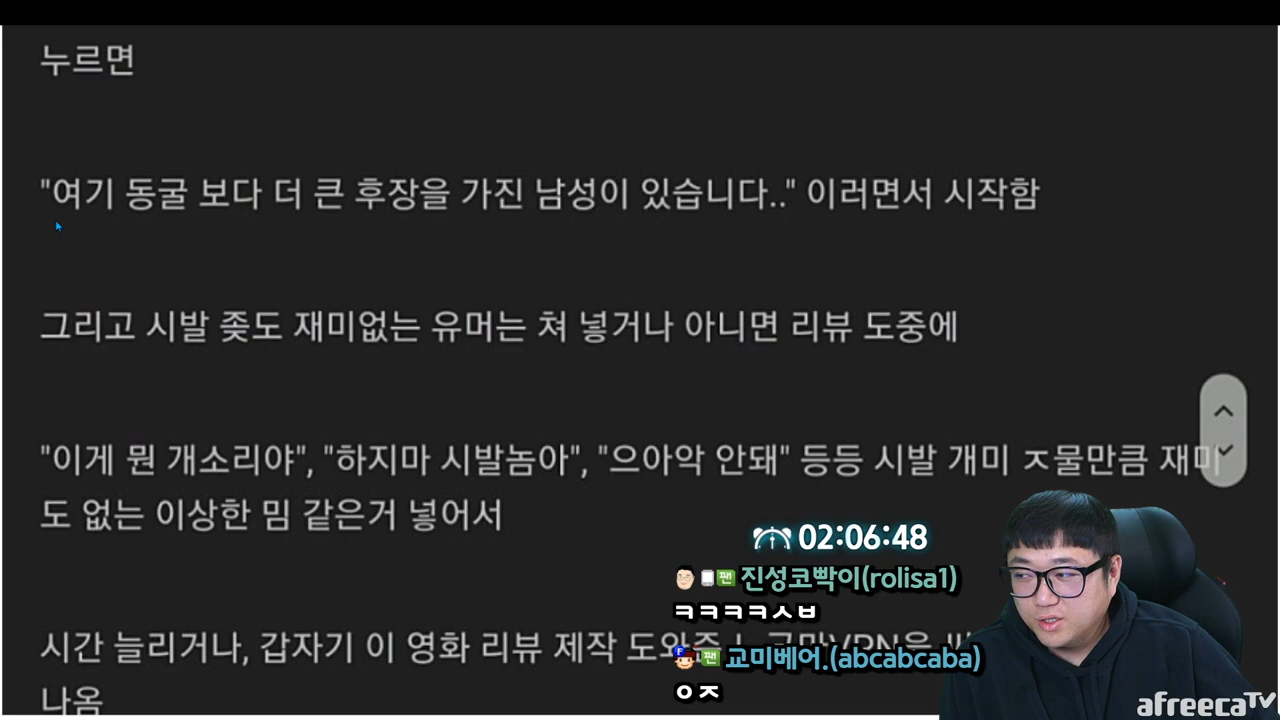 누르면
"여기 동굴 보다 더 큰 후장을 가진 남성이 있습니다.." 이러면서 시작함
그리고 시발 좆도 재미없는 유머는 쳐 넣거나 아니면 리뷰 도중에
"이게 뭔 개소리야", "하지마 시발놈아", "으아악 안돼" 등등 시발 개미 ㅈ물만큼 재미
도 없는 이상한 밈 같은거 넣어서
시간 늘리거나, 갑자기 이 영화 리뷰 제작
나옴
02:06:48
팬 진성코빡이(rolisa1)
ㅋㅋㅋㅋㅅㅂ
F 팬 교미베어.(abcabcaba)
ㅇㅈ
afreecaTV